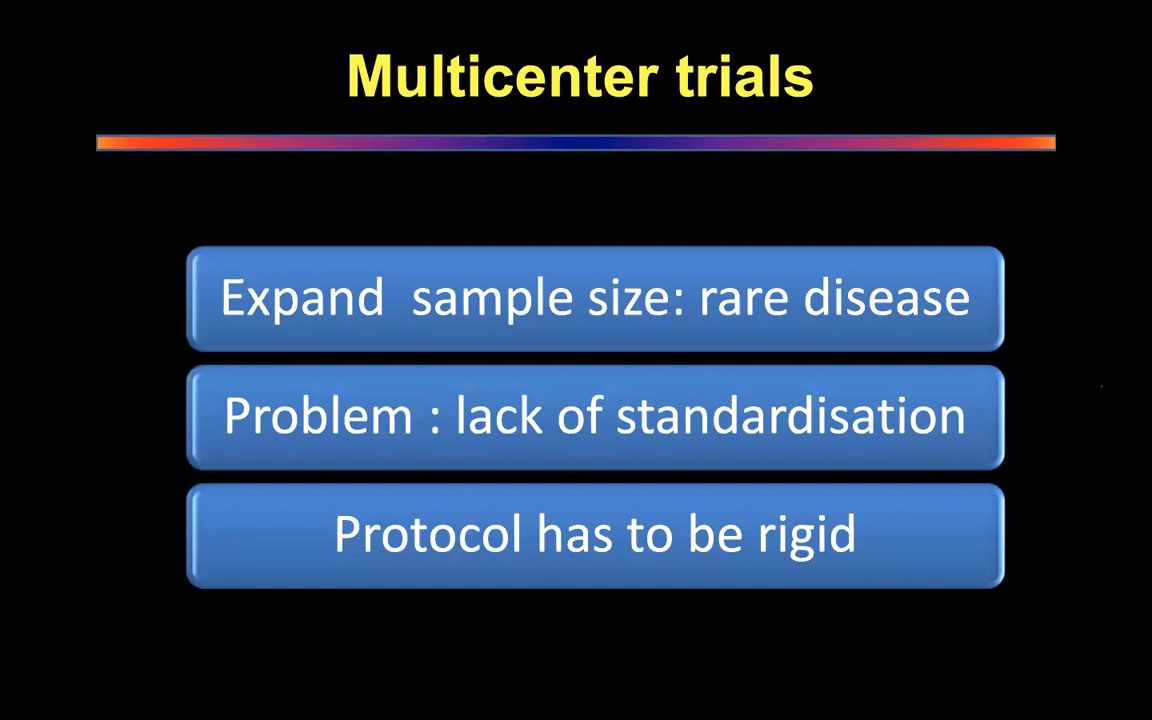 Multicenter trials
Expand  sample size: rare disease
Problem : lack of standardisation
Protocol has to be rigid